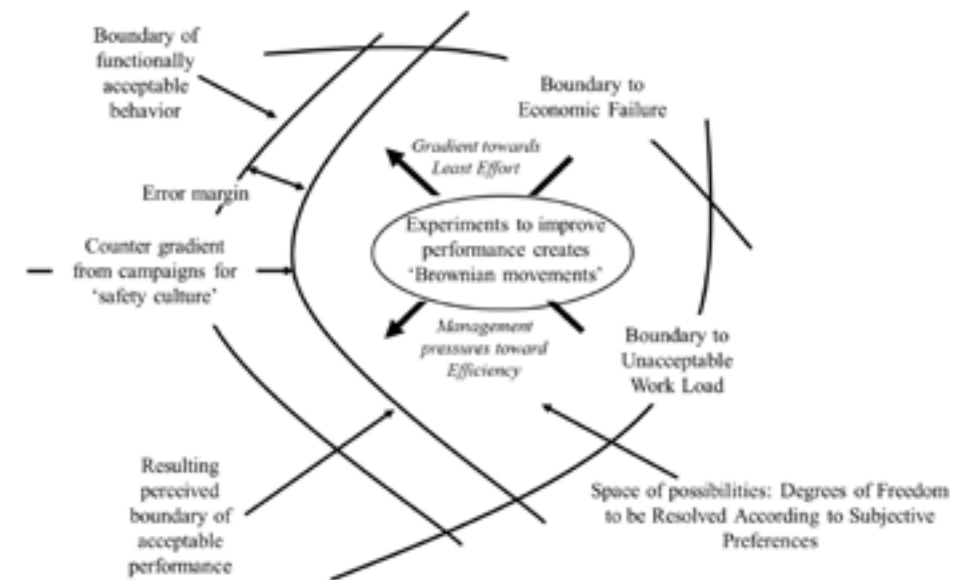 Boundary of
functionally
acceptable
behavior
Boundary to
Economic Failure
Gradient towards
Least Effort
Error margin
Experiments to improve
performance creates
‘Brownian movements’
Counter gradient
from campaigns for
‘safety culture’
Management
pressures toward
Efficiency
Boundary to
Unacceptable
Work Load
Resulting
perceived
boundary of
acceptable
performance
Space of possibilities: Degrees of Freedom
to be Resolved According to Subjective
Preferences